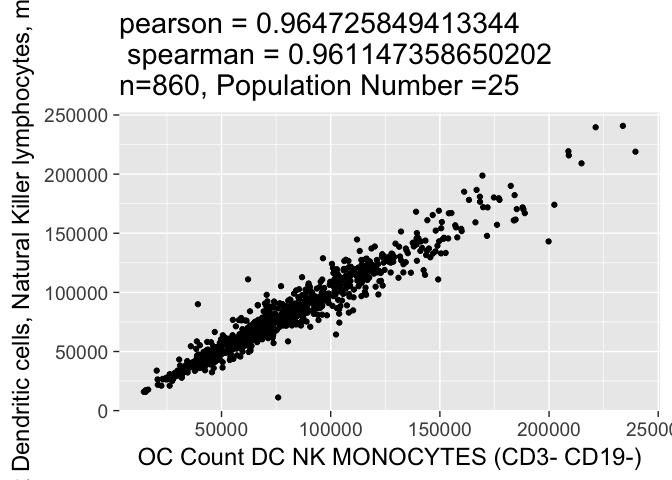 pearson = 0.964725849413344
spearman = 0.961147358650202
n=860, Population Number =25
Dendritic cells, Natural Killer lymphocytes, m
250000
200000
150000
100000
50000
0
50000
100000
150000
200000
25000
OC Count DC NK MONOCYTES (CD3- CD19-)